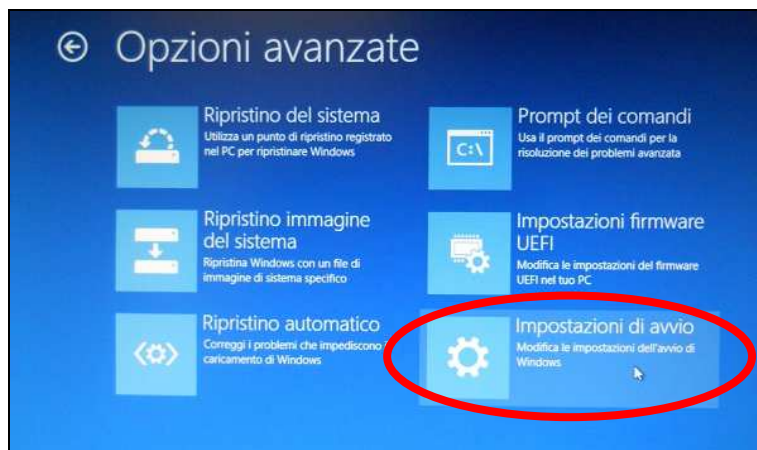 Opzioni avanzate
Ripristino del sistema
Utilizza un punto di ripristino registrato
nel PC per ripristinare Windows
Prompt dei comandi
Usa il prompt dei comandi per la
risoluzione dei problemi avanzata
C:\
Ripristino immagine
del sistema
Ripristina Windows con un file di
immagine di sistema specifico
Impostazioni firmware
UEFI
Modifica le impostazioni del firmware
UEFI nel tuo PC
Ripristino automatico
Correggi i problemi che impediscono il
caricamento di Windows
Impostazioni di avvio
Modifica le impostazioni dell'avvio di
Windows